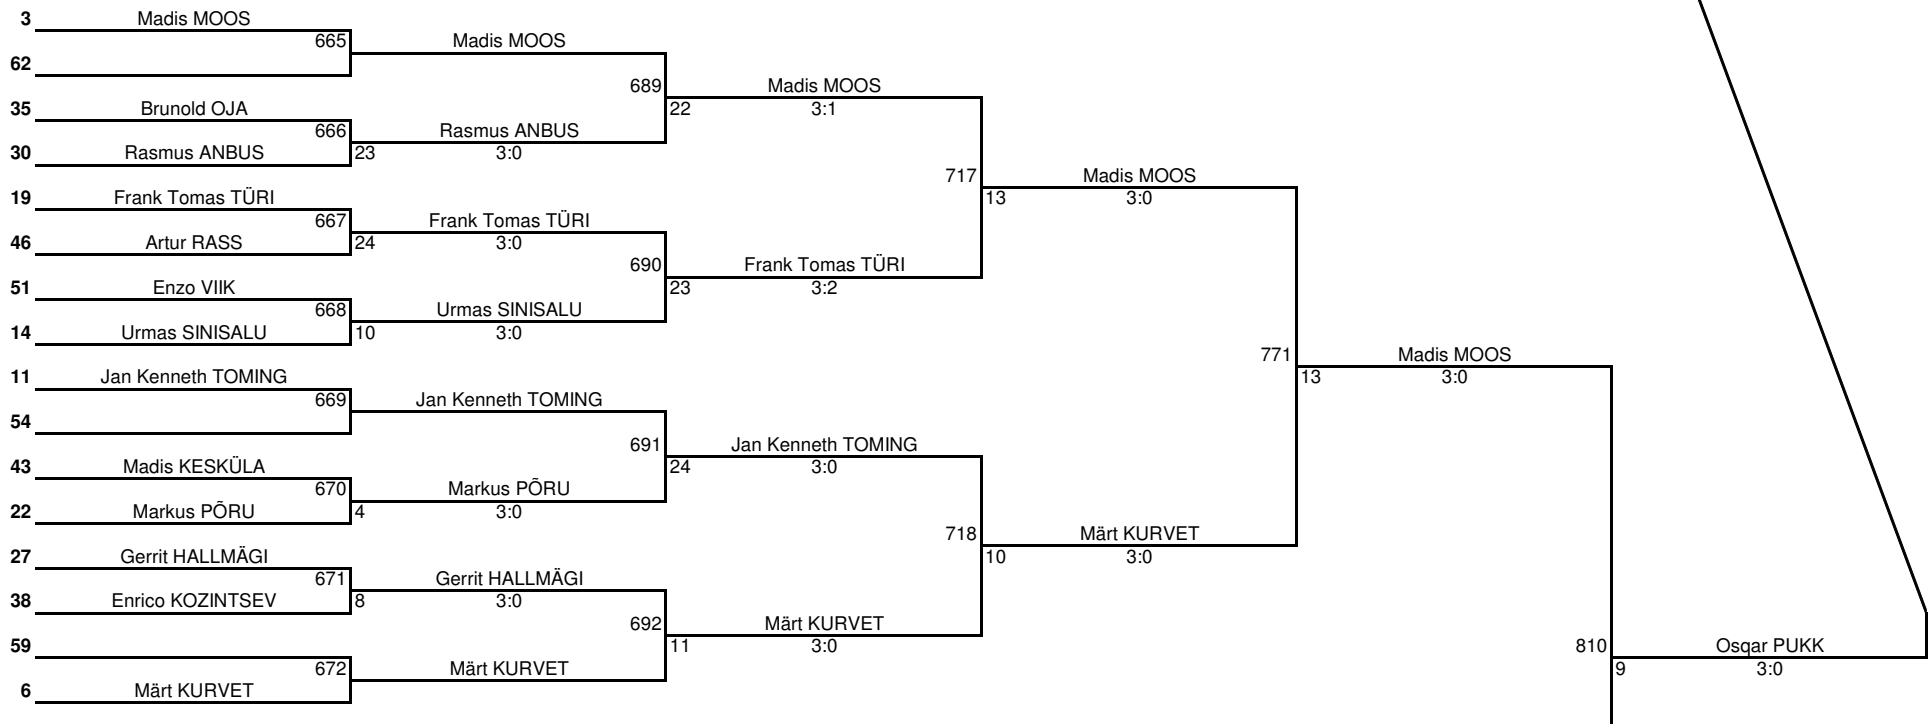 3 Madis MOOS
665 Madis MOOS
62
689 Madis MOOS
35 Brunold OJA
22 3:1
666 Rasmus ANBUS
30 Rasmus ANBUS 23 3:0
717 Madis MOOS
19 Frank Tomas TÜRI
13 3:0
667 Frank Tomas TÜRI
46 Artur RASS 24 3:0
690 Frank Tomas TÜRI
51 Enzo VIIK
23 3:2
668 Urmas SINISALU
14 Urmas SINISALU 10 3:0
771 Madis MOOS
11 Jan Kenneth TOMING
13 3:0
669 Jan Kenneth TOMING
54
691 Jan Kenneth TOMING
43 Madis KESKÜLA
24 3:0
670 Markus PÕRU
22 Markus PÕRU 4 3:0
718 Märt KURVET
27 Gerrit HALLMÄGI
10 3:0
671 Gerrit HALLMÄGI
38 Enrico KOZINTSEV 8 3:0
692 Märt KURVET
59
11 3:0
810 Osqar PUKK
672 Märt KURVET
9 3:0
6 Märt KURVET